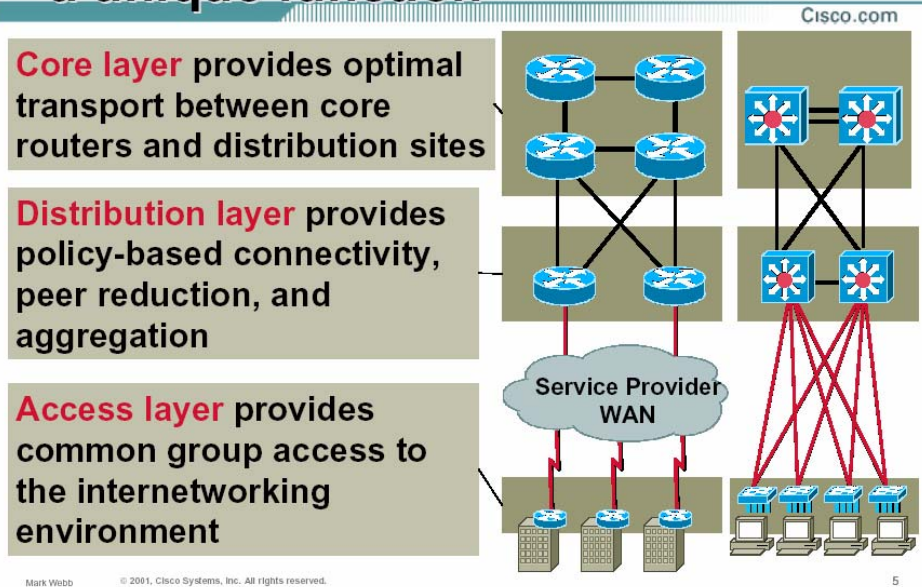 a unique function
Cisco.com
Core layer provides optimal
transport between core
routers and distribution sites
Distribution layer provides
policy-based connectivity,
peer reduction, and
aggregation
Access layer provides
common group access to
the internetworking
environment
Service Provider
WAN
Mark Webb
© 2001, Cisco Systems, Inc. All rights reserved.
5